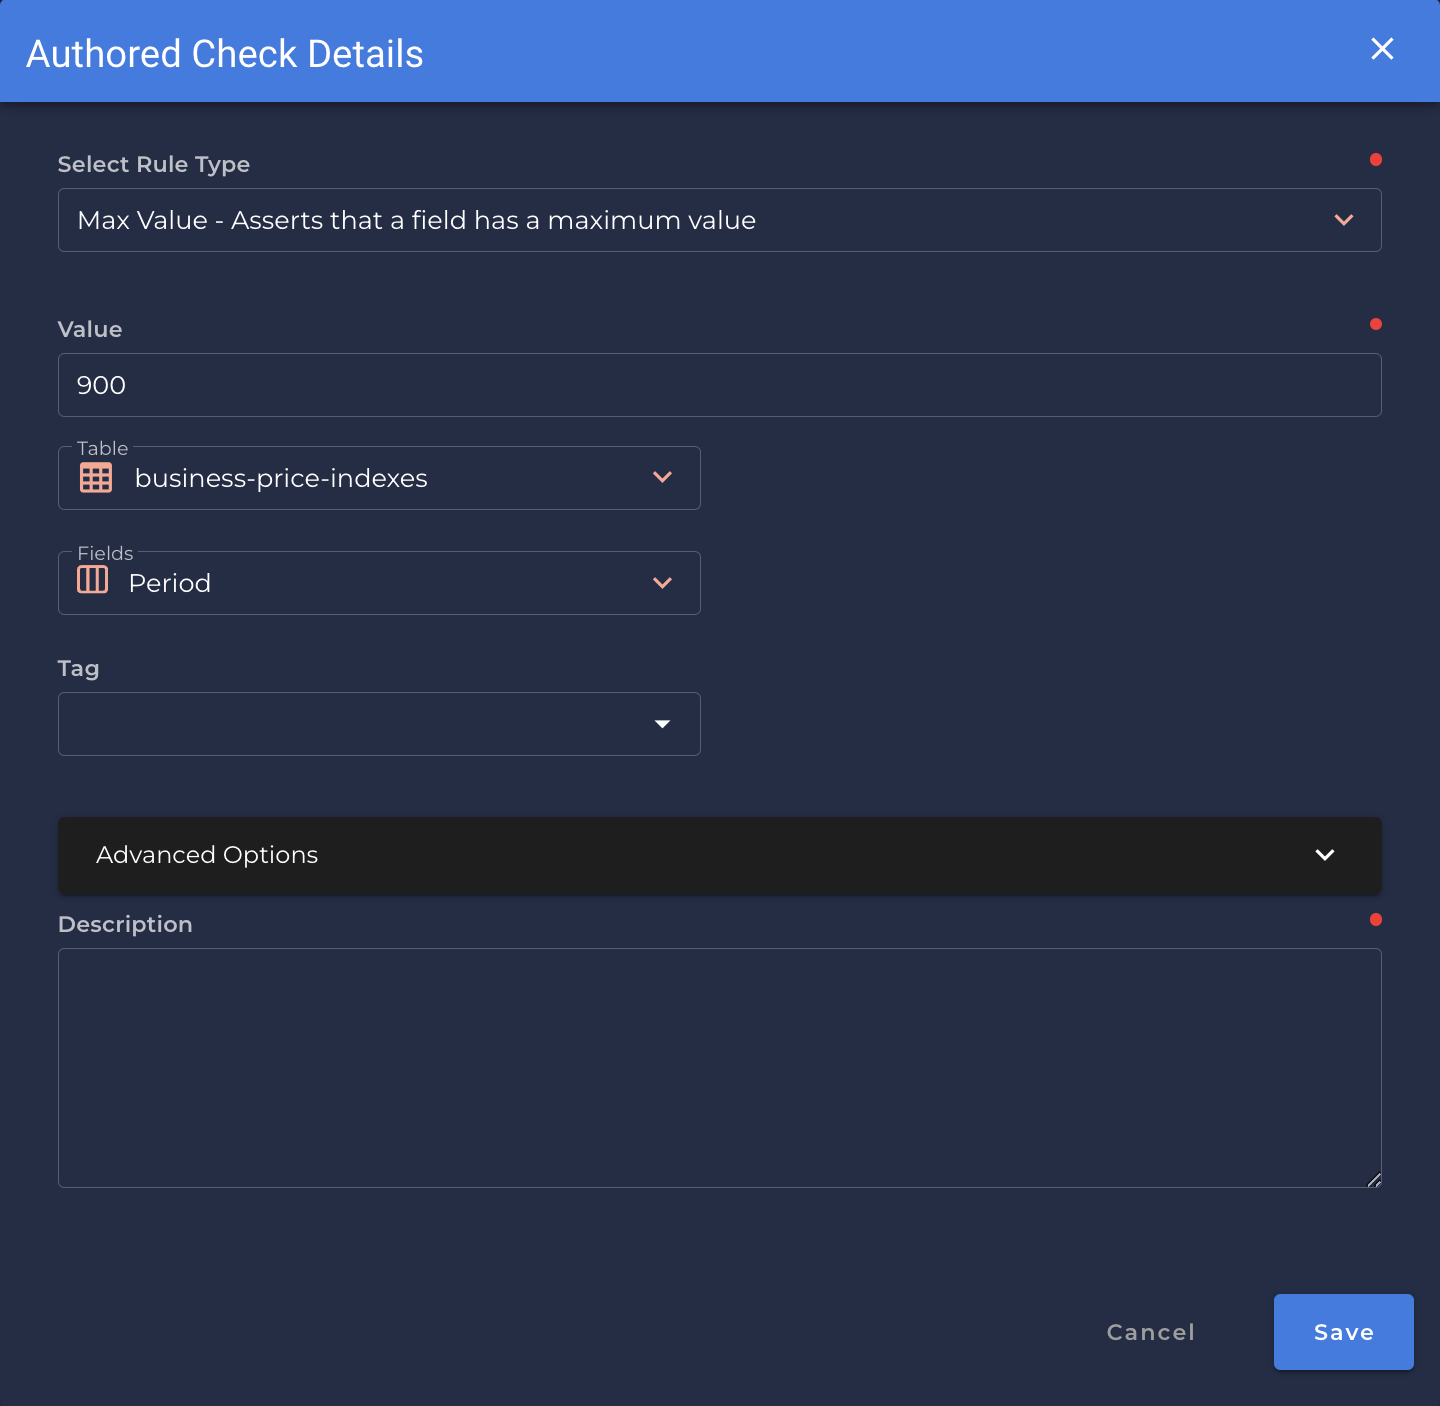 Authored Check Details
Select Rule Type
Max Value - Asserts that a field has a maximum value
Value
900
Table
business-price-indexes
Fields
Period
Tag
Advanced Options
Description
Cancel
Save